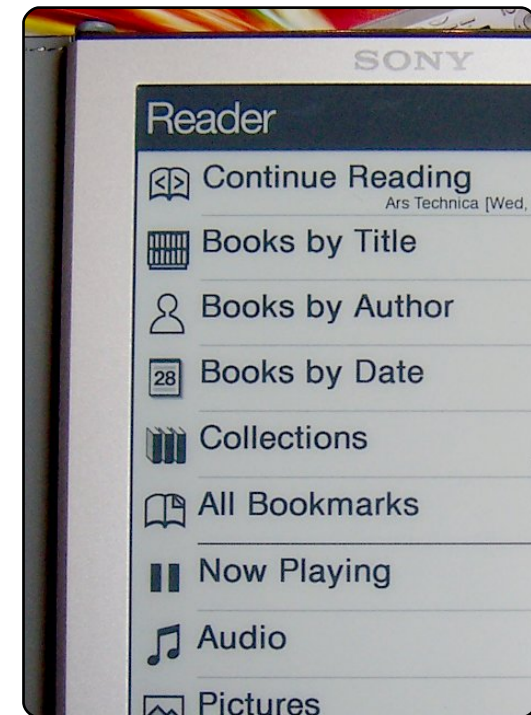 SONY
Reader
Continue Reading
Ars Technica [Wed,
Books by Title
Books by Author
28
Books by Date
Collections
All Bookmarks
Now Playing
Audio
Pictures